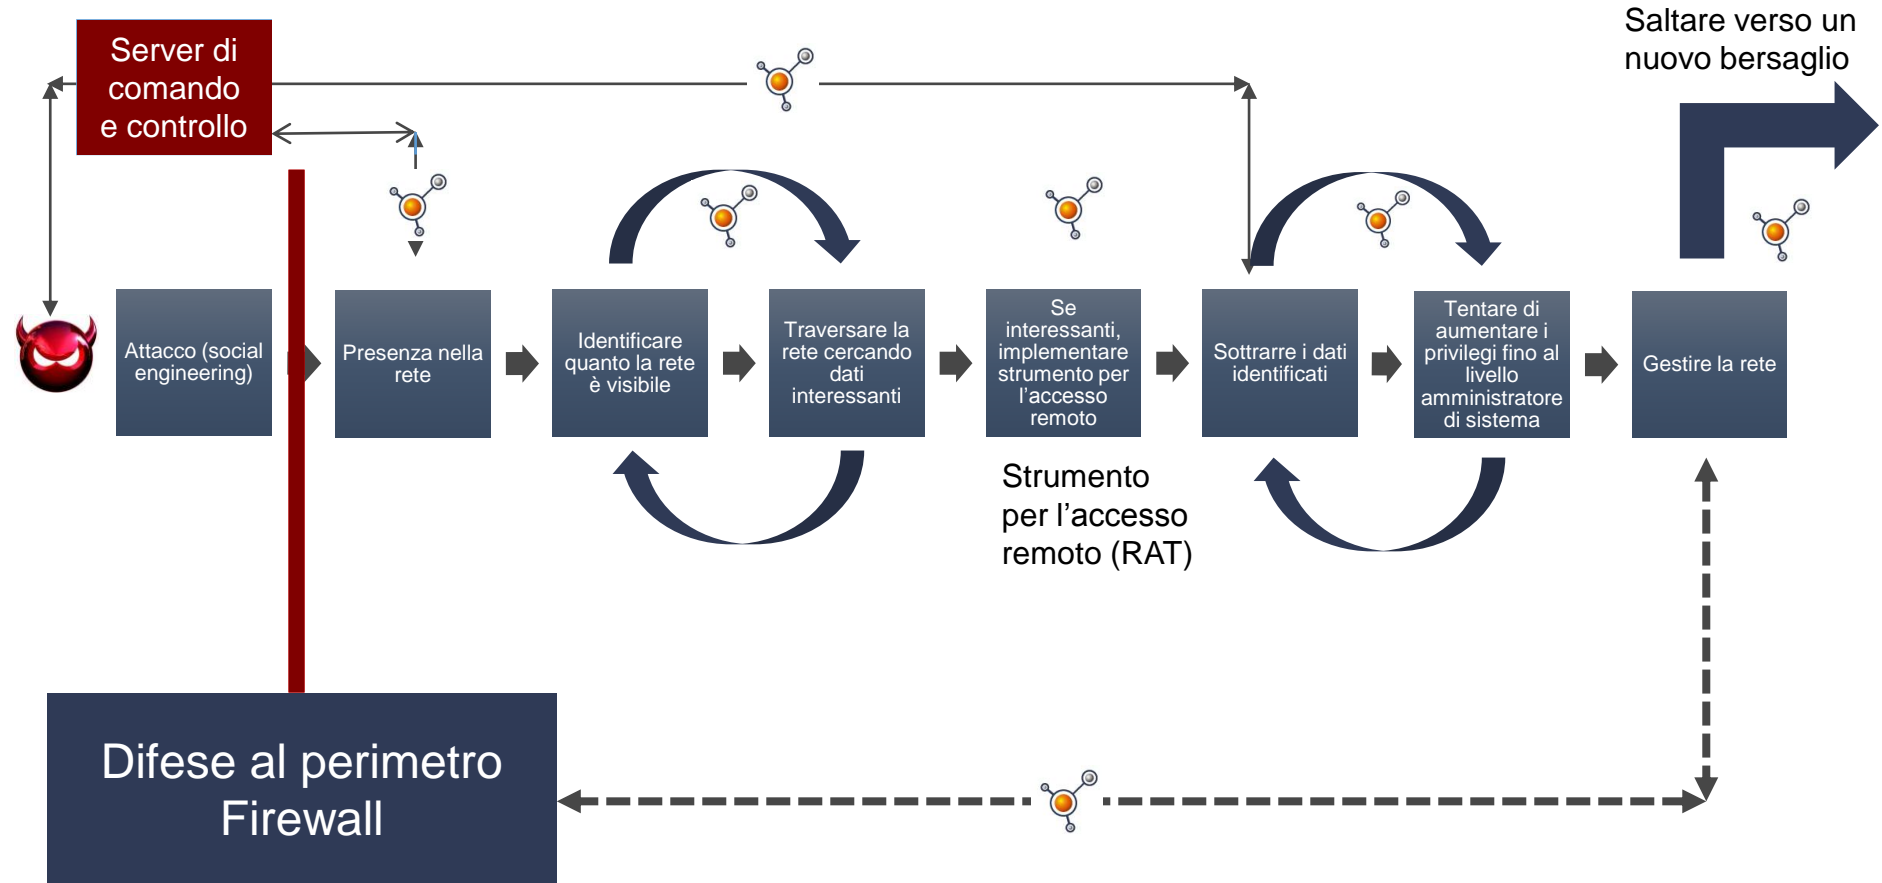 Server di
comando
e controllo
Saltare verso un
nuovo bersaglio
Attacco (social
engineering)
Presenza nella
rete
Identificare
quanto la rete
è visibile
Traversare la
rete cercando
dati
interessanti
Se
interessanti,
implementare
strumento per
l’accesso
remoto
Sottrarre i dati
identificati
Tentare di
aumentare i
privilegi fino al
livello
amministratore
di sistema
Gestire la rete
Strumento
per l’accesso
remoto (RAT)
Difese al perimetro
Firewall